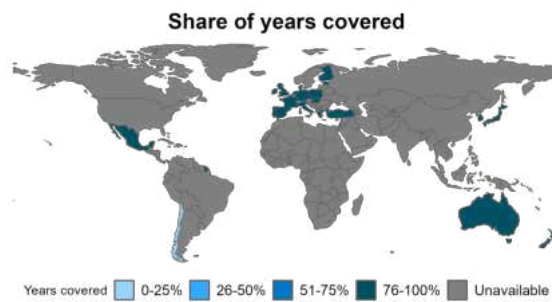 Share of years covered
Years covered 0-25% 26-50% 51-75% 76-100% Unavailable